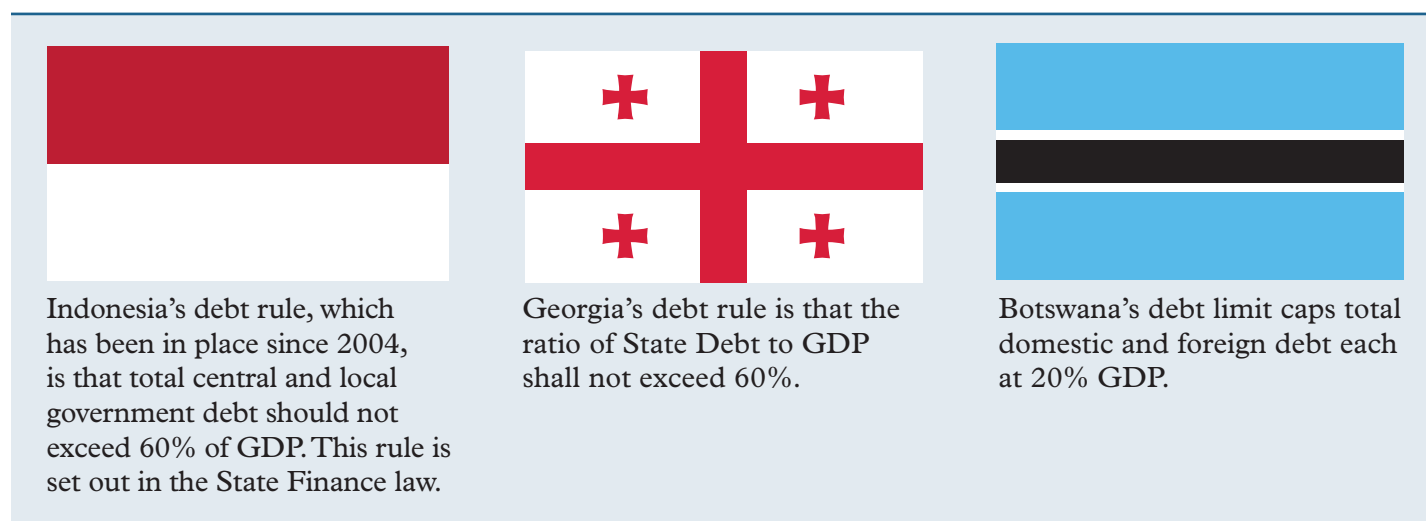 Indonesia’s debt rule, which
has been in place since 2004,
is that total central and local
government debt should not
exceed 60% of GDP. This rule is
set out in the State Finance law.
Georgia’s debt rule is that the
ratio of State Debt to GDP
shall not exceed 60%.
Botswana’s debt limit caps total
domestic and foreign debt each
at 20% GDP.